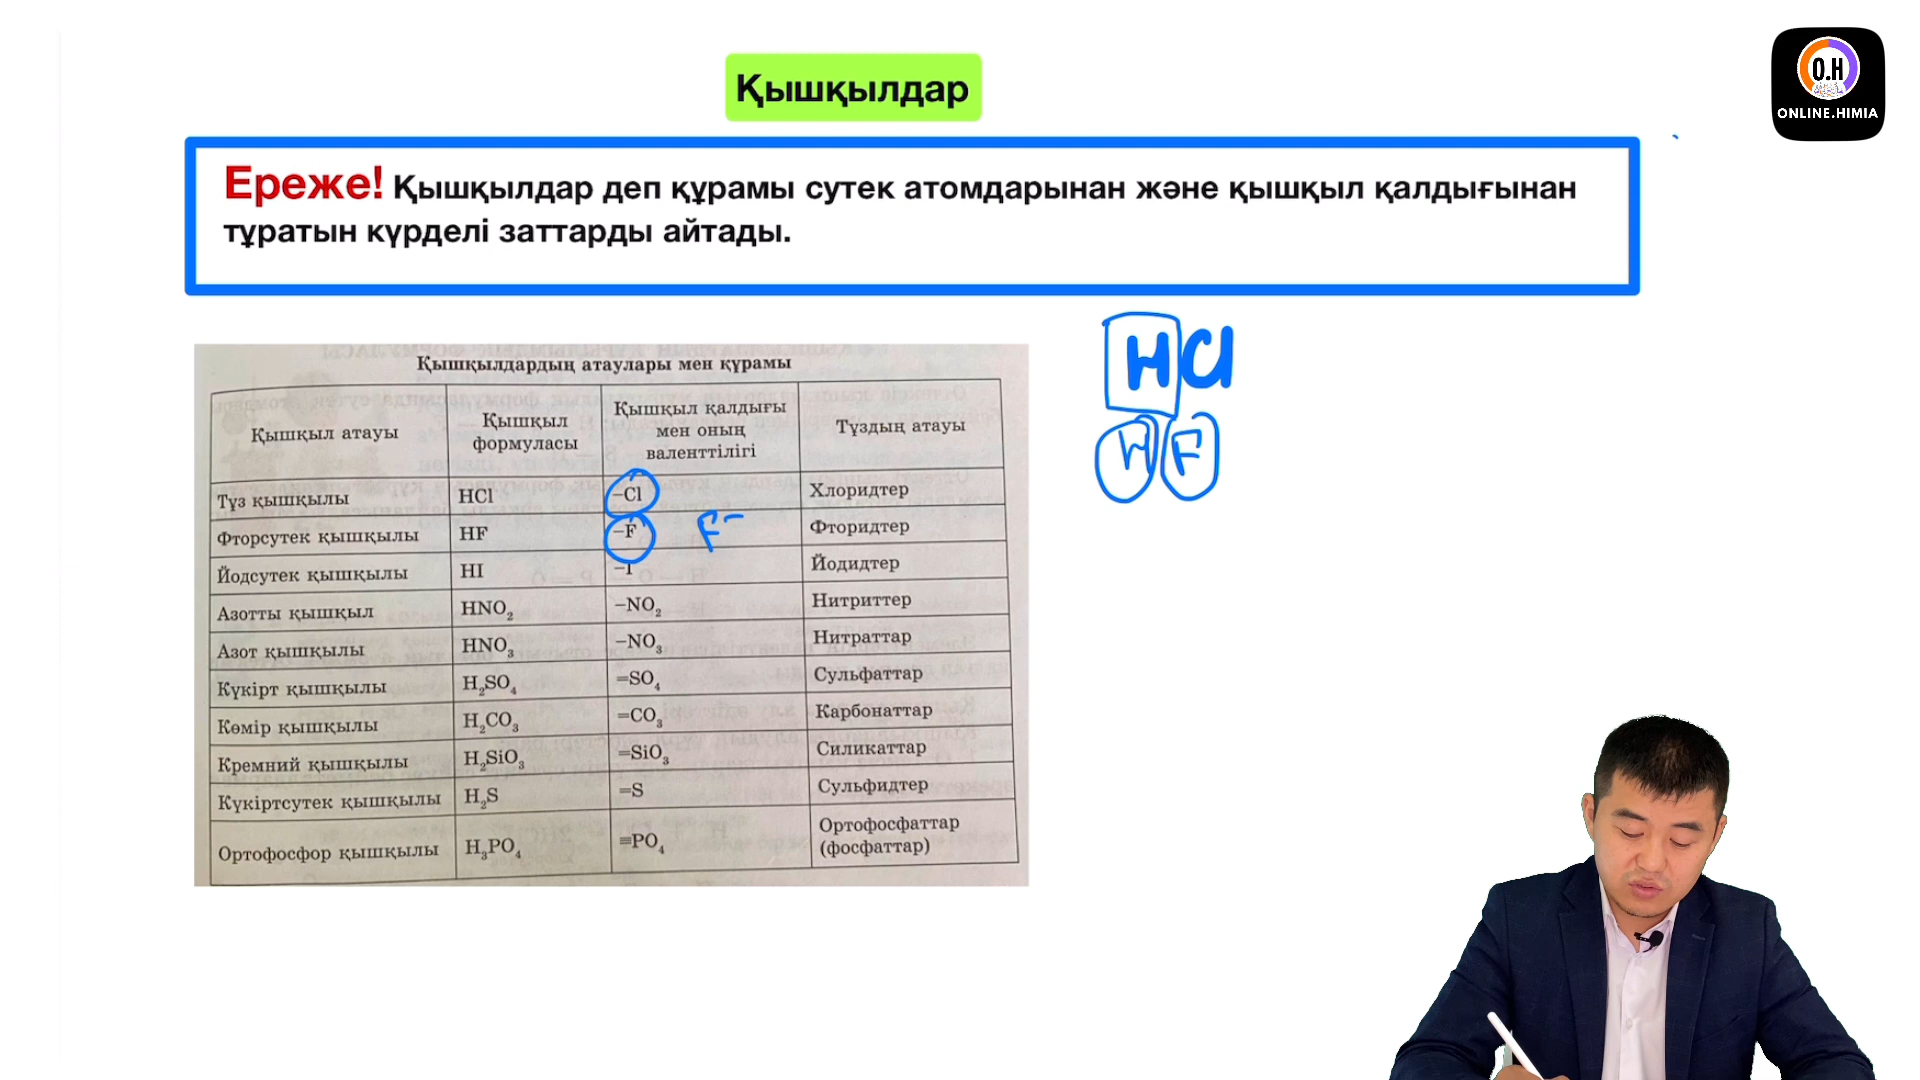 Қышқылдар
O.H
ONLINE.HIMIA
Ереже! Қышқылдар деп құрамы сутек атомдарынан және қышқыл қалдығынан
тұратын күрделі заттарды айтады.
HCl
H F
Қышқылдардың атаулары мен құрамы
Қышқыл атауы | Қышқыл формуласы | Қышқыл қалдығы мен оның валенттілігі | Тұздың атауы
Тұз қышқылы HCl –Cl Хлоридтер
Фторсутек қышқылы HF –F F⁻ Фторидтер
Йодсутек қышқылы HI –I Йодидтер
Азотты қышқыл HNO₂ –NO₂ Нитриттер
Азот қышқылы HNO₃ –NO₃ Нитраттар
Күкірт қышқылы H₂SO₄ =SO₄ Сульфаттар
Көмір қышқылы H₂CO₃ =CO₃ Карбонаттар
Кремний қышқылы H₂SiO₃ =SiO₃ Силикаттар
Күкіртсутек қышқылы H₂S =S Сульфидтер
Ортофосфор қышқылы H₃PO₄ ≡PO₄ Ортофосфаттар (фосфаттар)